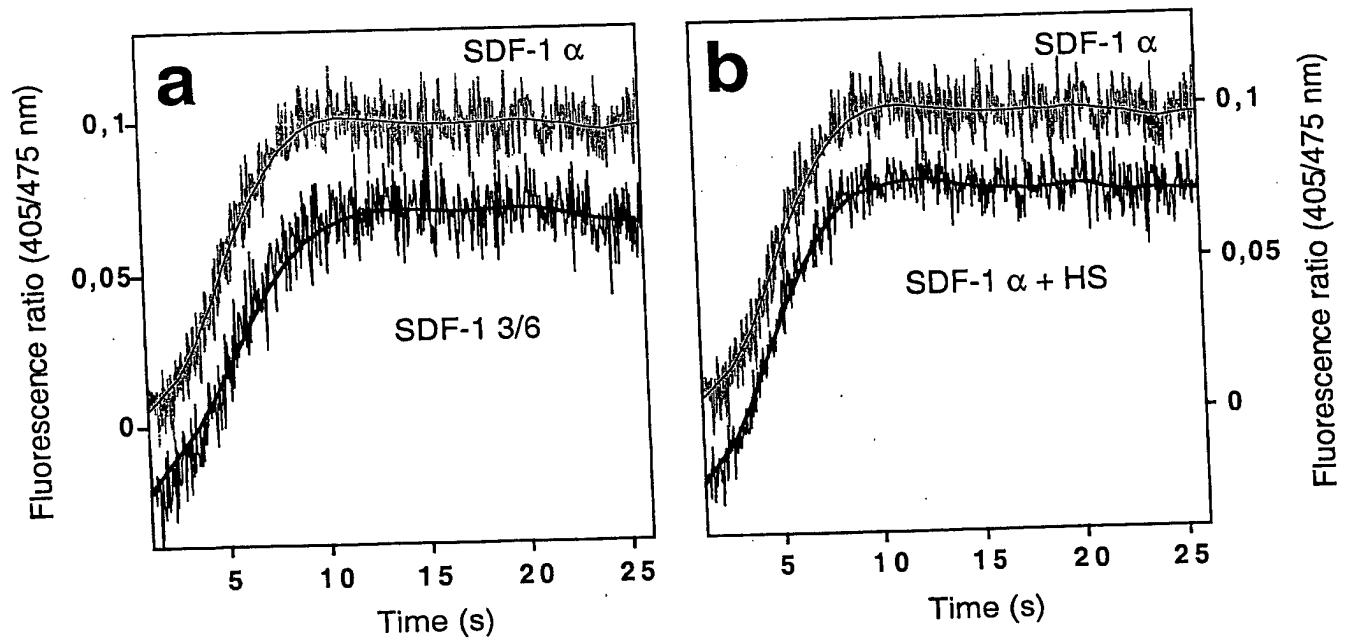 a
SDF-1 α
Fluorescence ratio (405/475 nm)
0,1
0,05
0
SDF-1 3/6
5 10 15 20 25
Time (s)
b
SDF-1 α
0,1
0,05
0
SDF-1 α + HS
5 10 15 20 25
Time (s)
Fluorescence ratio (405/475 nm)